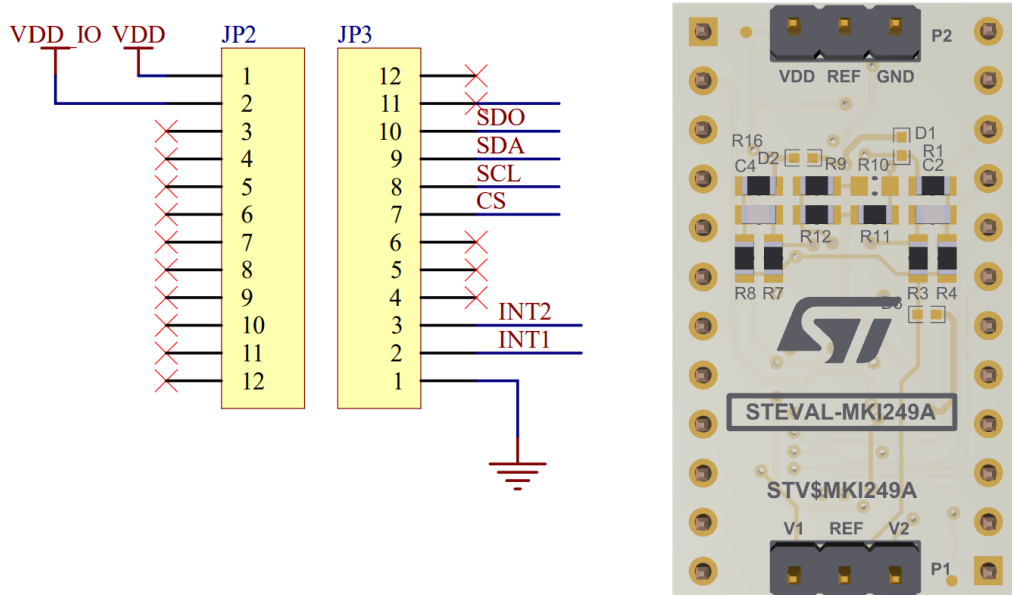 VDD_IO VDD
JP2
1
2
3
4
5
6
7
8
9
10
11
12
JP3
12
11
10
9
8
7
6
5
4
3
2
1
SDO
SDA
SCL
CS
INT2
INT1
P2
VDD REF GND
D1
R16
D2
R9
R10
R1
C4
C2
R12
R11
R8
R7
R3
R4
ST
STEVAL-MKI249A
STV$MKI249A
V1 REF V2
P1